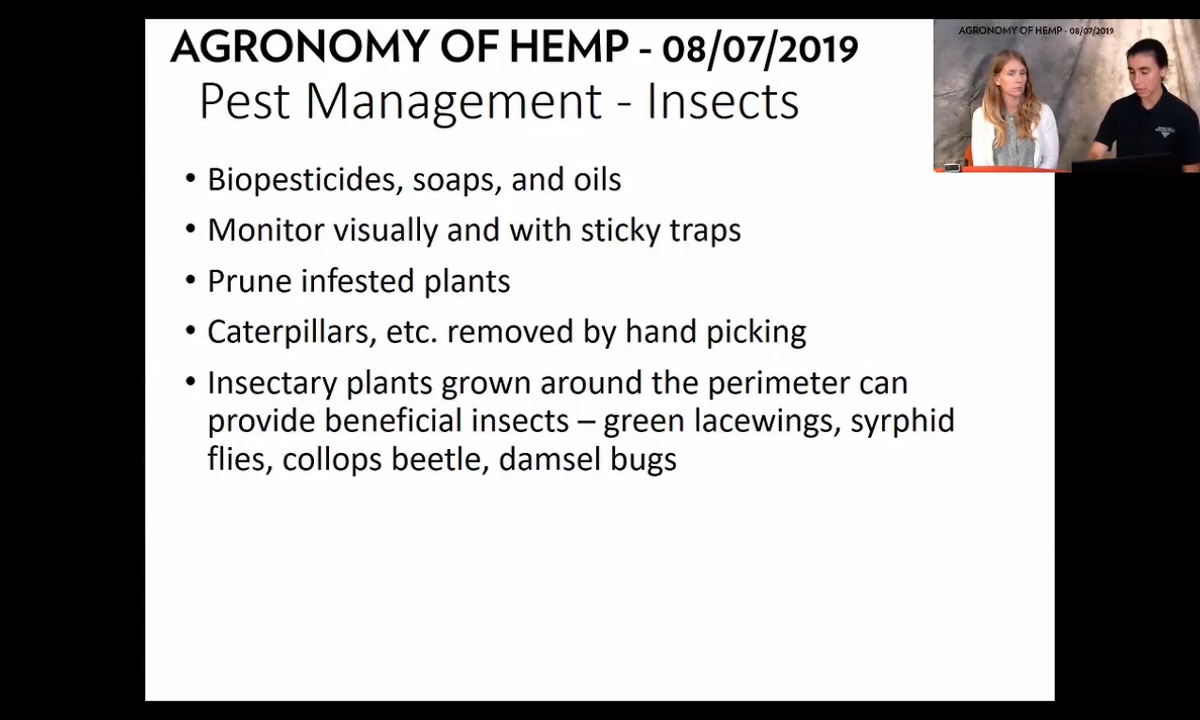 AGRONOMY OF HEMP - 08/07/2019
Pest Management - Insects
• Biopesticides, soaps, and oils
• Monitor visually and with sticky traps
• Prune infested plants
• Caterpillars, etc. removed by hand picking
• Insectary plants grown around the perimeter can
provide beneficial insects – green lacewings, syrphid
flies, collops beetle, damsel bugs
AGRONOMY OF HEMP - 08/07/2019